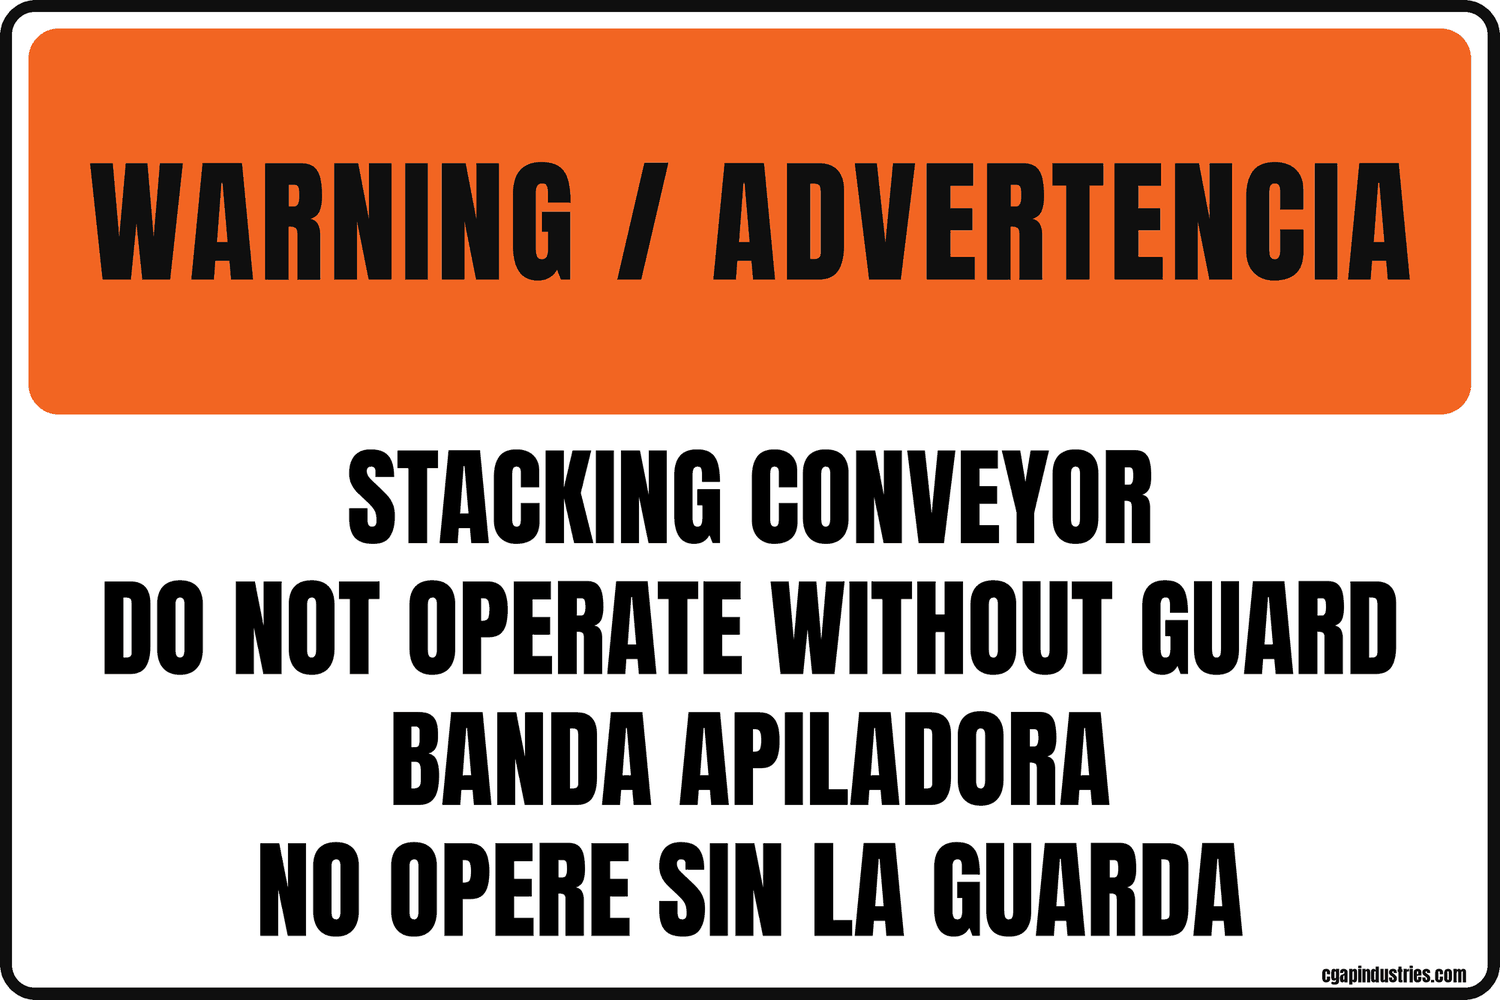 WARNING / ADVERTENCIA
STACKING CONVEYOR
DO NOT OPERATE WITHOUT GUARD
BANDA APILADORA
NO OPERE SIN LA GUARDA
cgapindustries.com